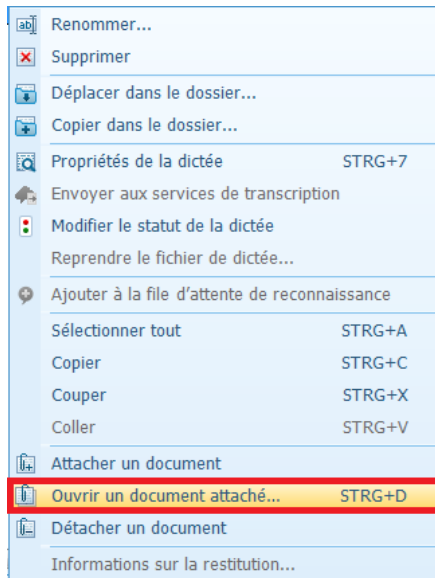 Renommer...
Supprimer
Déplacer dans le dossier...
Copier dans le dossier...
Propriétés de la dictée STRG+7
Envoyer aux services de transcription
Modifier le statut de la dictée
Reprendre le fichier de dictée...
Ajouter à la file d'attente de reconnaissance
Sélectionner tout STRG+A
Copier STRG+C
Couper STRG+X
Coller STRG+V
Attacher un document
Ouvrir un document attaché... STRG+D
Détacher un document
Informations sur la restitution...